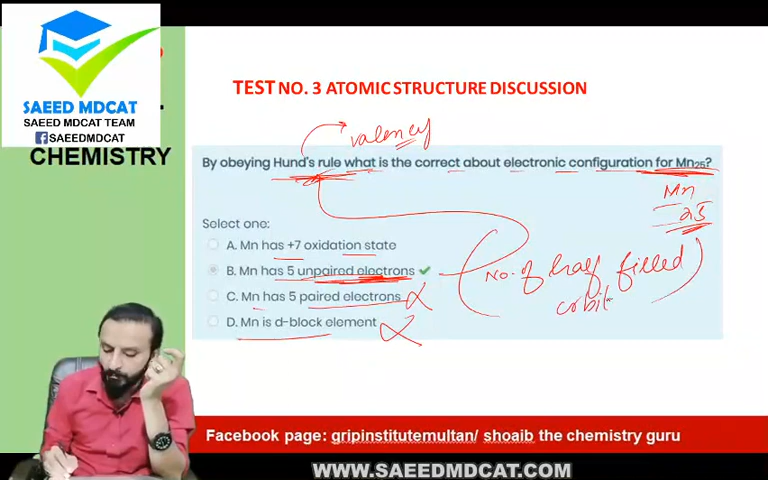 TEST NO. 3 ATOMIC STRUCTURE DISCUSSION
SAEED MDCAT
SAEED MDCAT TEAM
SAEEDMDCAT
CHEMISTRY
valency
By obeying Hund's rule what is the correct about electronic configuration for Mn25?
Mn
25
Select one:
A. Mn has +7 oxidation state
B. Mn has 5 unpaired electrons
C. Mn has 5 paired electrons
D. Mn is d-block element
No. of half filled
orbit
Facebook page: gripinstitutemultan/ shoaib the chemistry guru
WWW.SAEEDMDCAT.COM